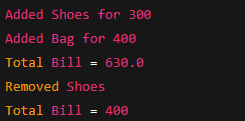 Added Shoes for 300
Added Bag for 400
Total Bill = 630.0
Removed Shoes
Total Bill = 400